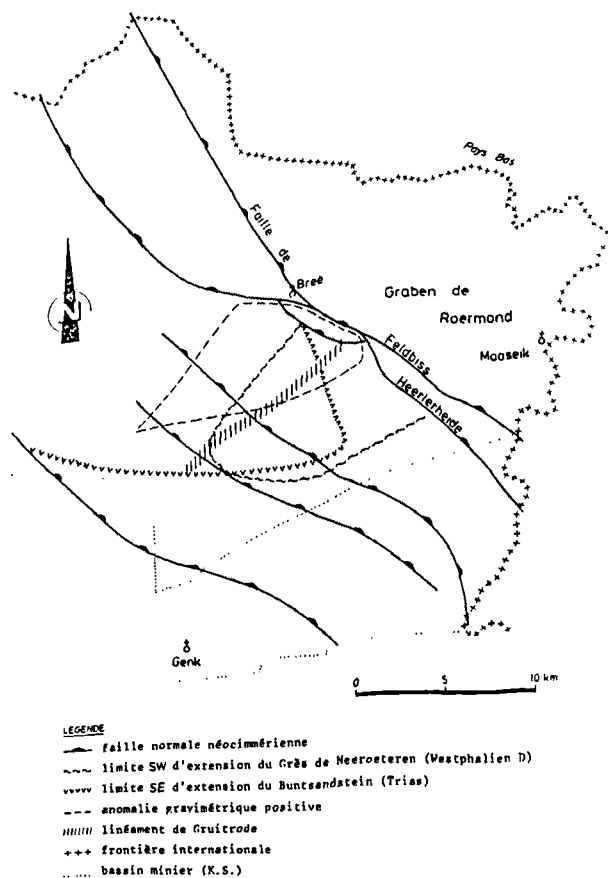 Pays Bas
Faille de
Bree
Graben de
Roermond
Maaseik
Feldbiss
Heerlerheide
N
Genk
0 5 10 km
LEGENDE
faille normale néocimmérienne
limite SW d'extension du Grès de Neeroeteren (Westphalien D)
limite SE d'extension du Buntsandstein (Trias)
anomalie gravimétrique positive
linéament de Gruitrode
frontière internationale
bassin minier (K.S.)